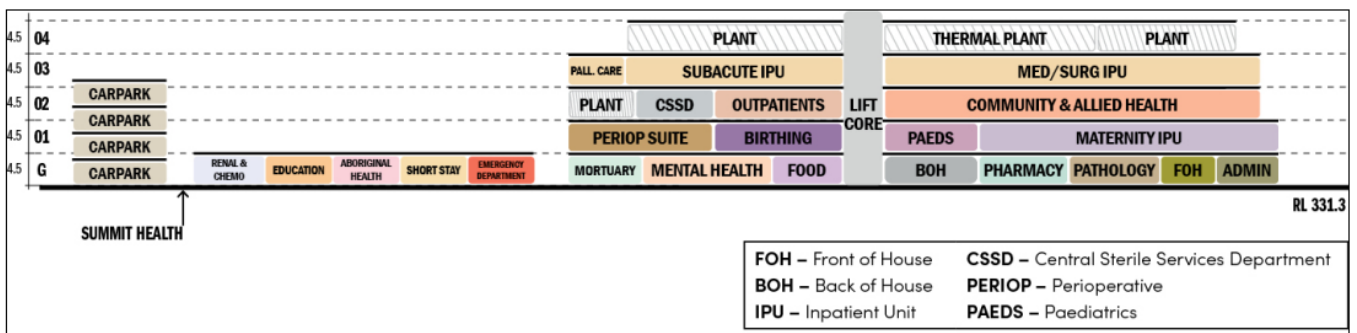 4.5 04 PLANT THERMAL PLANT PLANT
4.5 03 PALL. CARE SUBACUTE IPU MED/SURG IPU
CARPARK
4.5 02 PLANT CSSD OUTPATIENTS LIFT CORE COMMUNITY & ALLIED HEALTH
CARPARK
4.5 01 PERIOP SUITE BIRTHING PAEDS MATERNITY IPU
CARPARK
4.5 G CARPARK RENAL & CHEMO EDUCATION ABORIGINAL HEALTH SHORT STAY EMERGENCY DEPARTMENT MORTUARY MENTAL HEALTH FOOD BOH PHARMACY PATHOLOGY FOH ADMIN
RL 331.3
SUMMIT HEALTH
FOH – Front of House CSSD – Central Sterile Services Department
BOH – Back of House PERIOP – Perioperative
IPU – Inpatient Unit PAEDS – Paediatrics